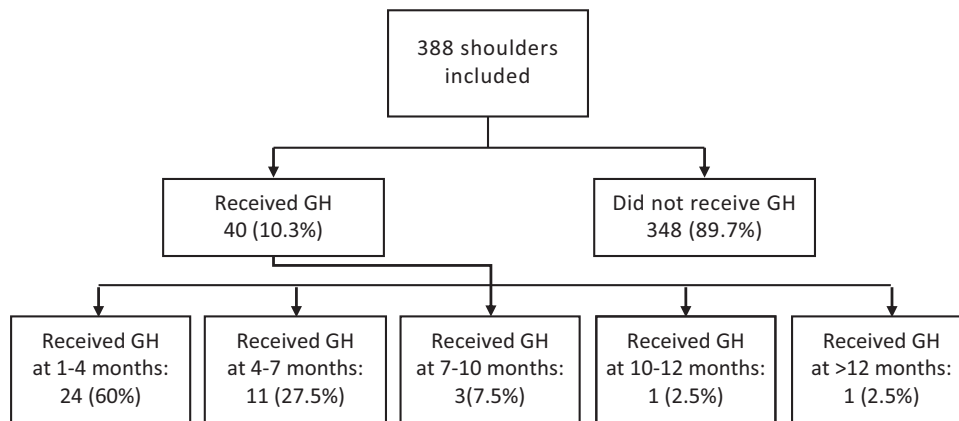 388 shoulders
included
Received GH
40 (10.3%)
Did not receive GH
348 (89.7%)
Received GH
at 1-4 months:
24 (60%)
Received GH
at 4-7 months:
11 (27.5%)
Received GH
at 7-10 months:
3(7.5%)
Received GH
at 10-12 months:
1 (2.5%)
Received GH
at >12 months:
1 (2.5%)